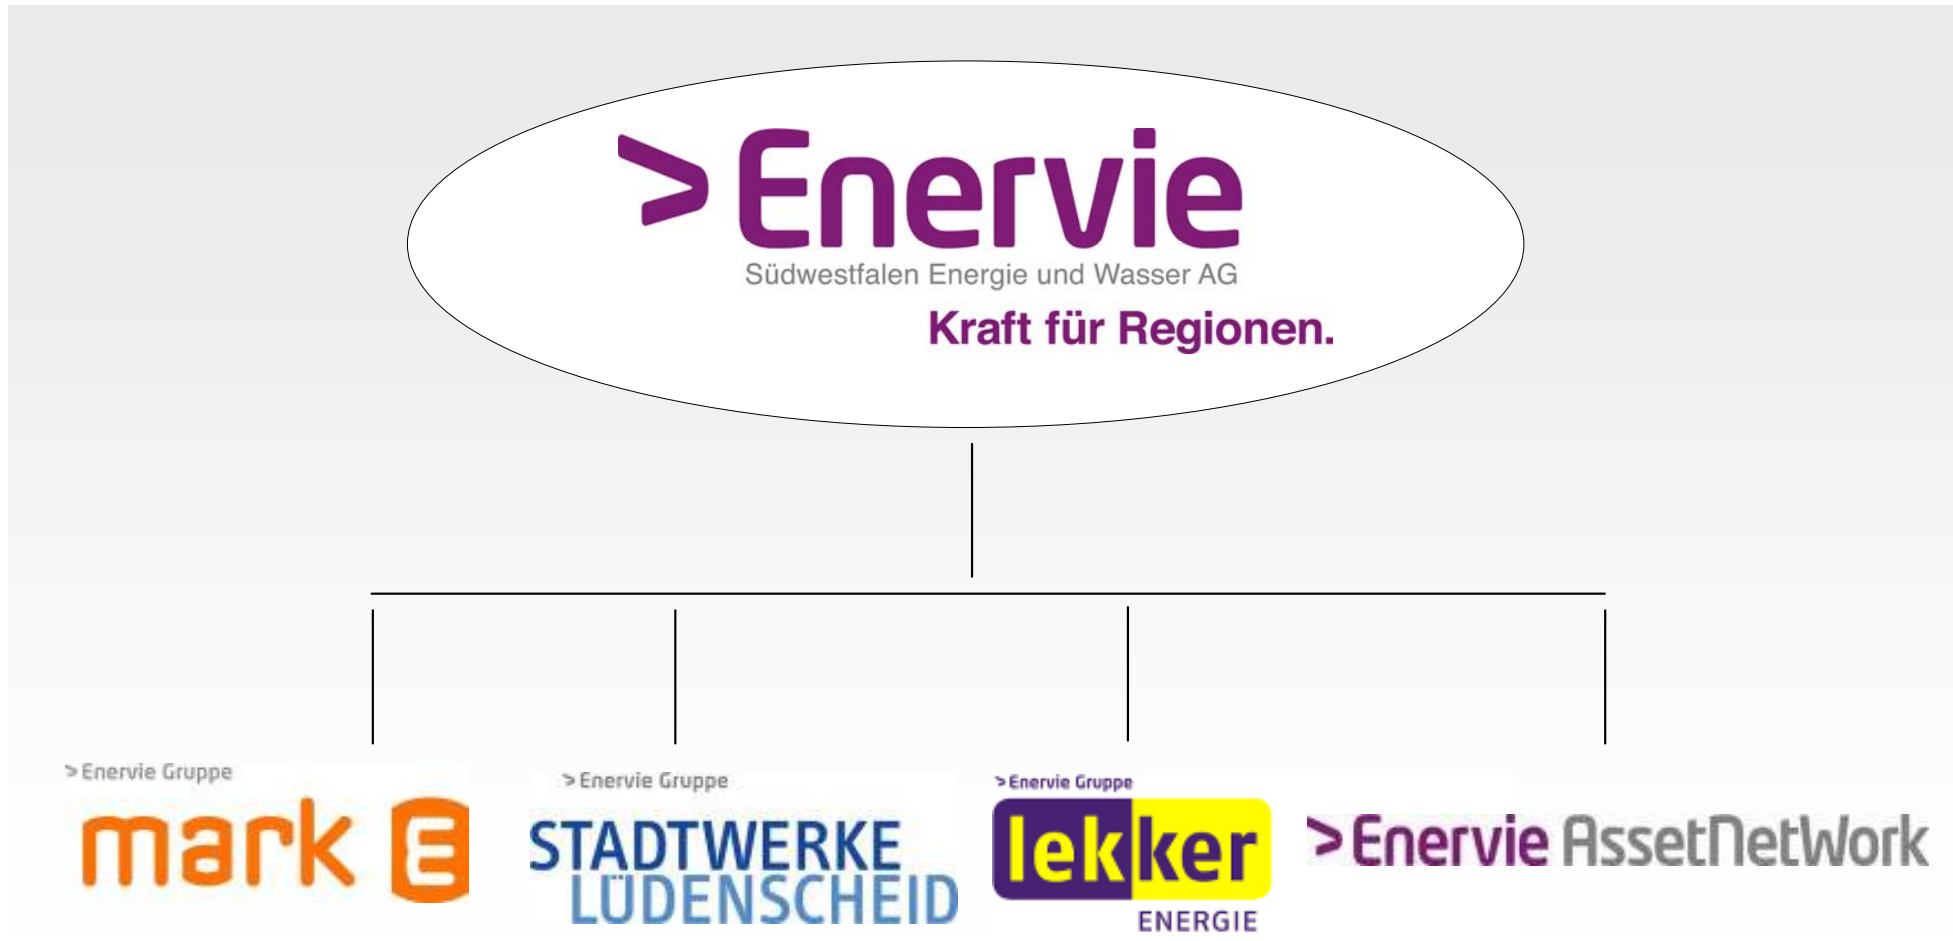 >Enervie
Südwestfalen Energie und Wasser AG
Kraft für Regionen.
>Enervie Gruppe
mark E
>Enervie Gruppe
STADTWERKE
LÜDENSCHEID
>Enervie Gruppe
lekker
ENERGIE
>Enervie AssetNetWork